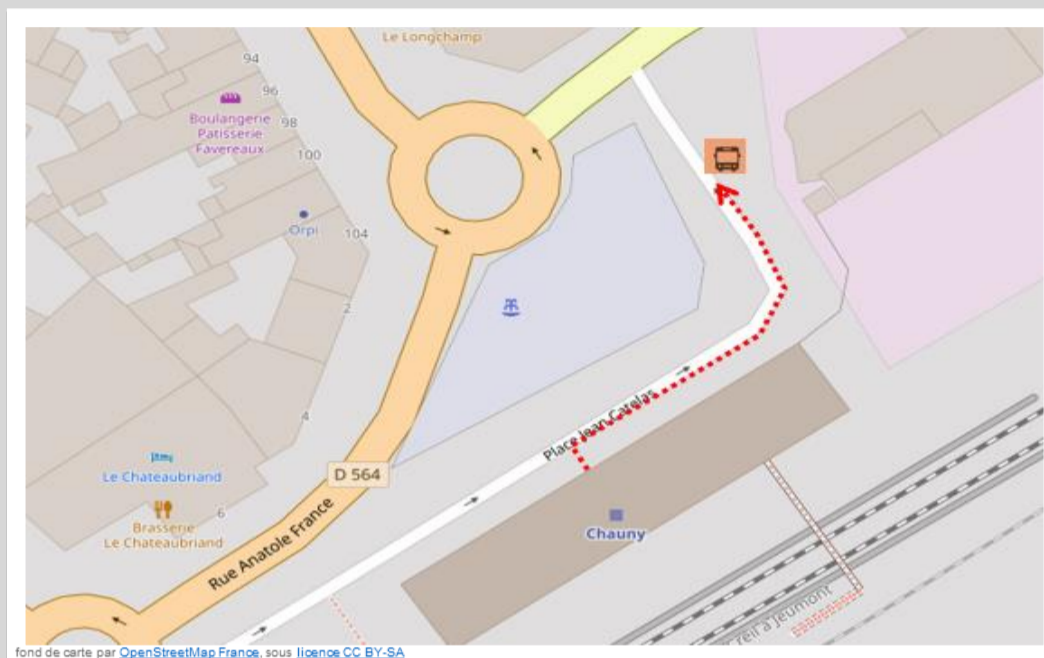 Le Longchamp
94
96
Boulangerie
Patisserie
Favereaux
98
100
Orpi
104
2
4
Place Jean Catelas
Le Chateaubriand
D 564
6
Brasserie
Le Chateaubriand
Rue Anatole France
Chauny
reil à Jeumont
fond de carte par OpenStreetMap France, sous licence CC BY-SA